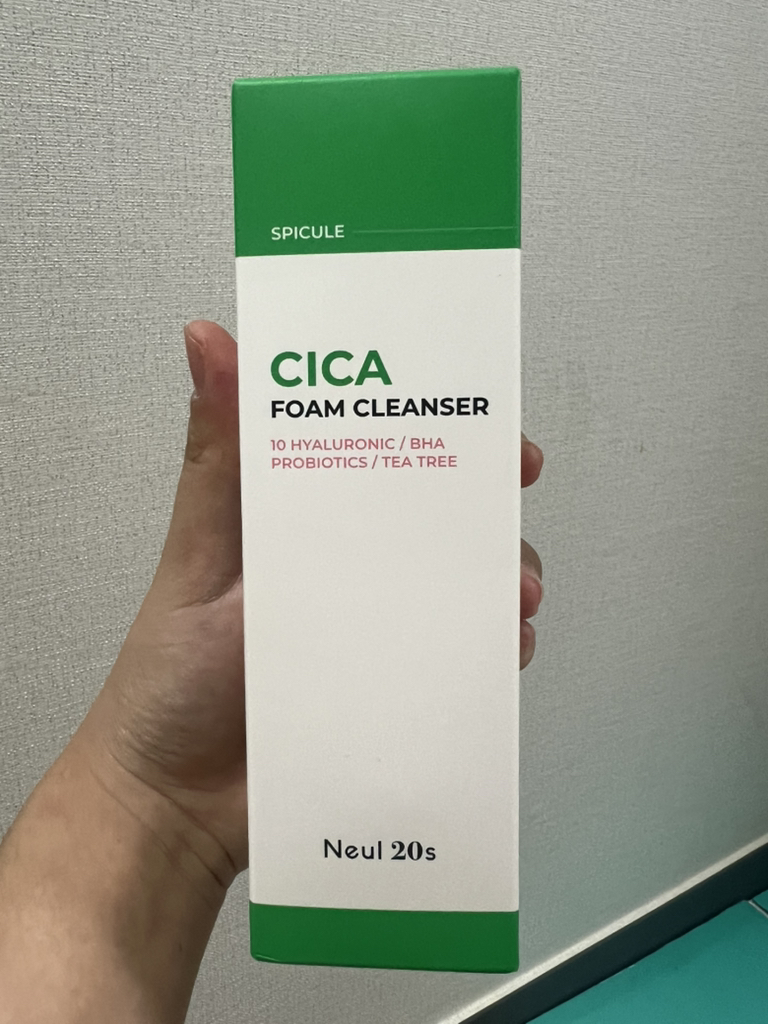 SPICULE
CICA
FOAM CLEANSER
10 HYALURONIC / BHA
PROBIOTICS / TEA TREE
Neul 20s